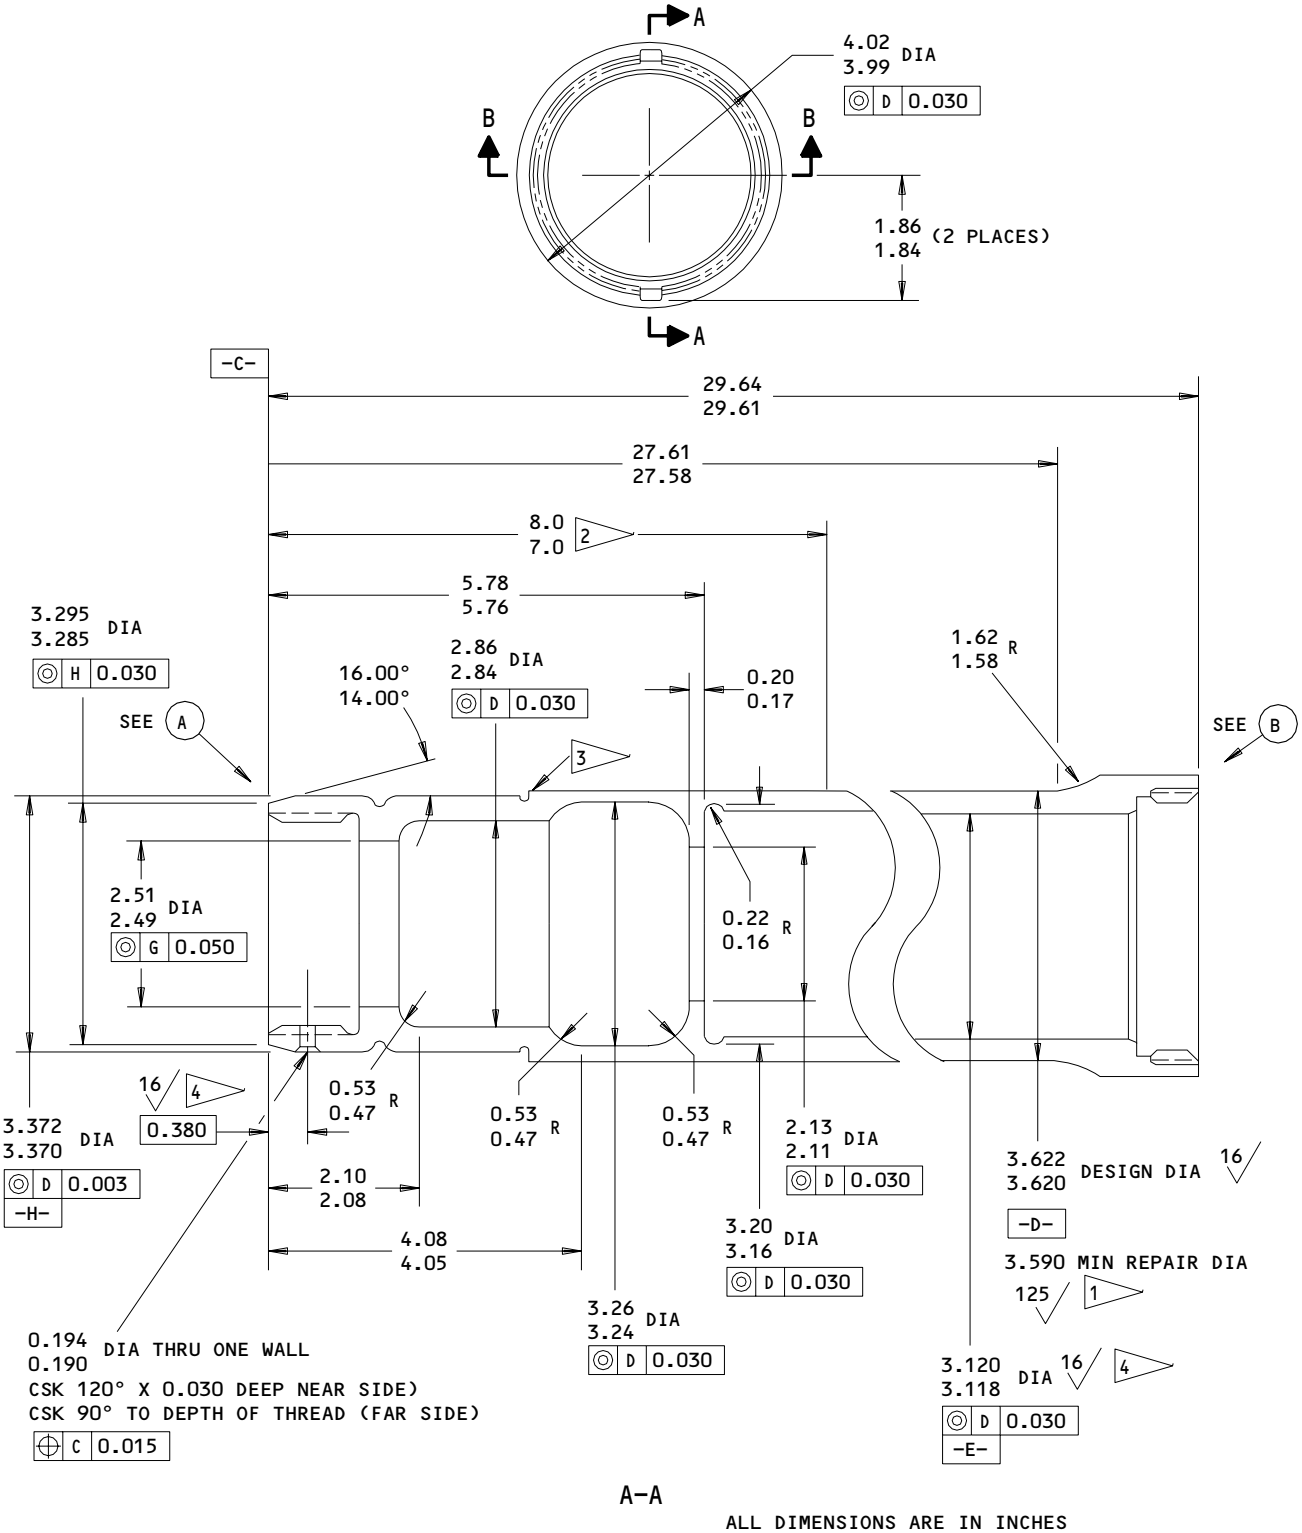 A
4.02
3.99 DIA
D 0.030
B
B
1.86
1.84 (2 PLACES)
A
-C-
29.64
29.61
27.61
27.58
8.0
7.0
2
5.78
5.76
3.295
3.285 DIA
H 0.030
16.00°
14.00°
2.86
2.84 DIA
D 0.030
0.20
0.17
1.62
1.58 R
SEE A
SEE B
3
2.51
2.49 DIA
G 0.050
0.22
0.16 R
16
4
0.53
0.47 R
0.53
0.47 R
0.53
0.47 R
0.380
3.372
3.370 DIA
D 0.003
-H-
2.10
2.08
2.13
2.11 DIA
D 0.030
3.622
3.620 DESIGN DIA
16
-D-
3.590 MIN REPAIR DIA
125
1
4.08
4.05
3.20
3.16 DIA
D 0.030
3.26
3.24 DIA
D 0.030
0.194
0.190 DIA THRU ONE WALL
CSK 120° X 0.030 DEEP NEAR SIDE)
CSK 90° TO DEPTH OF THREAD (FAR SIDE)
C 0.015
3.120
3.118 DIA
16
4
D 0.030
-E-
A-A
ALL DIMENSIONS ARE IN INCHES